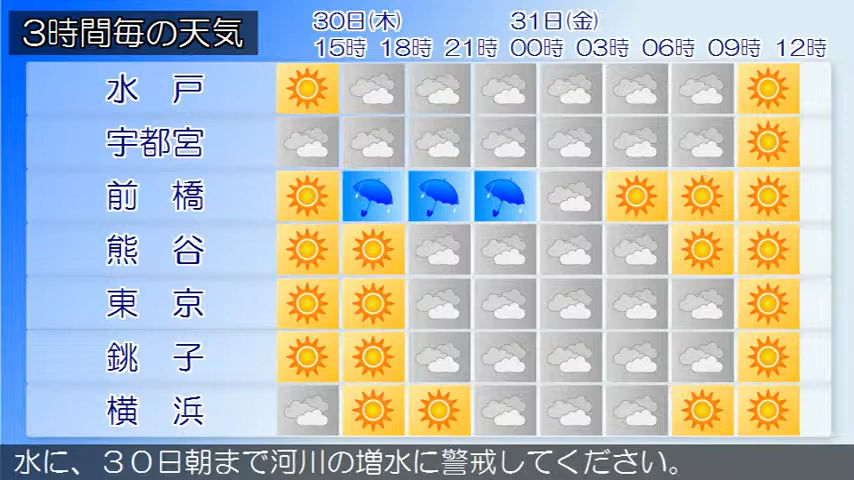 3時間毎の天気
30日(木) 31日(金)
15時 18時 21時 00時 03時 06時 09時 12時
水 戸
宇都宮
前 橋
熊 谷
東 京
銚 子
横 浜
水に、３０日朝まで河川の増水に警戒してください。